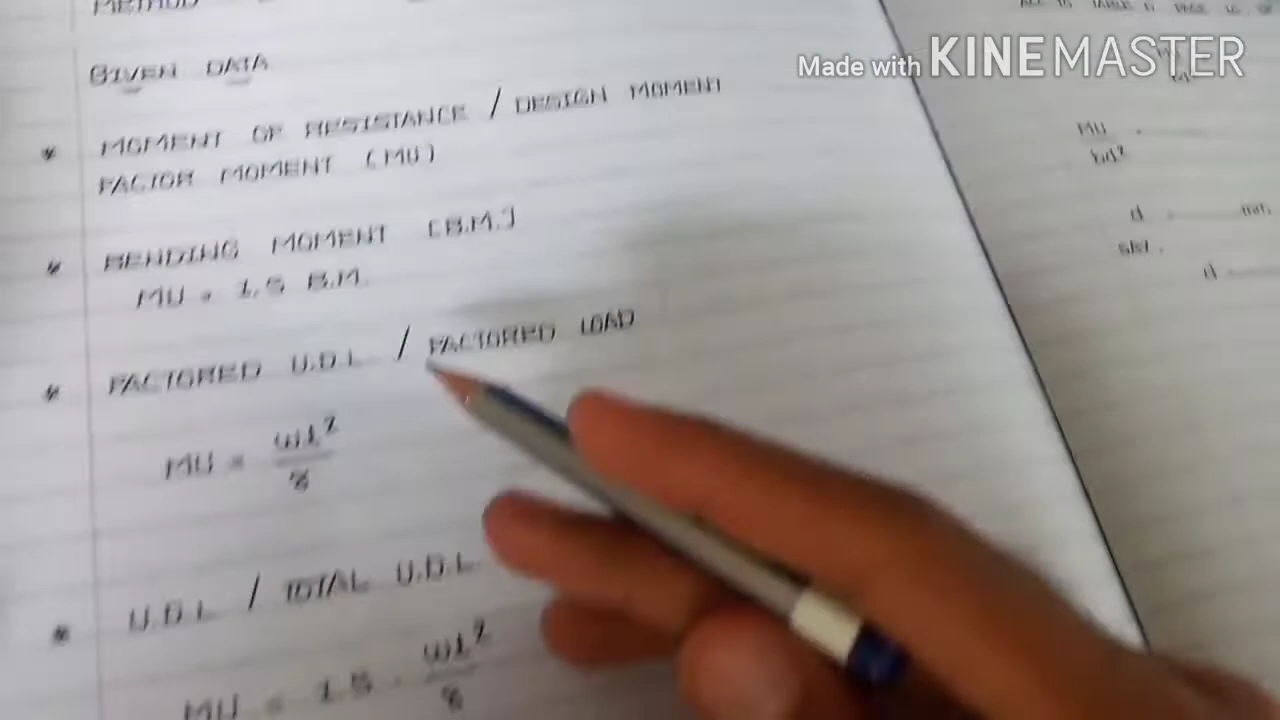 METHOD
GIVEN DATA
* MOMENT OF RESISTANCE / DESIGN MOMENT
FACTOR MOMENT (MU)
* BENDING MOMENT (B.M.)
MU = 1.5 B.M.
* FACTORED U.D.L / FACTORED LOAD
MU = wl²
8
* U.D.L / TOTAL U.D.L
MU = 1.5 . wl²
8
Made with KINEMASTER
MU
bd²
d mm.
d